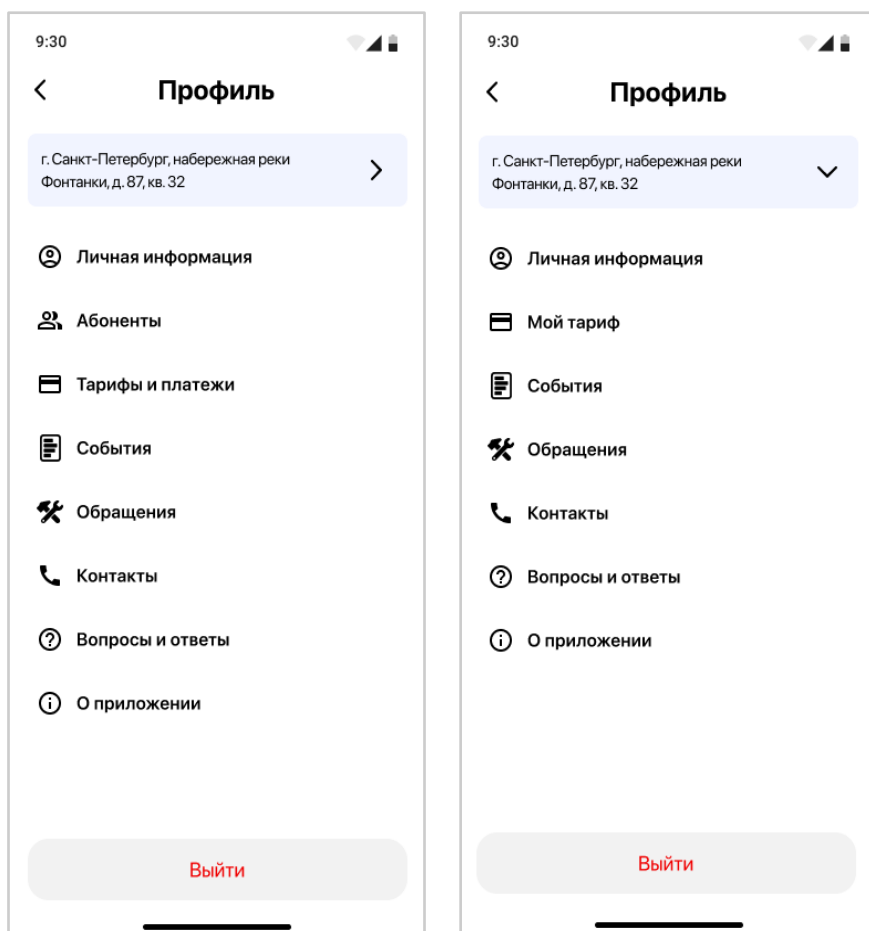 9:30
Профиль
г. Санкт-Петербург, набережная реки
Фонтанки, д. 87, кв. 32
Личная информация
Абоненты
Тарифы и платежи
События
Обращения
Контакты
Вопросы и ответы
О приложении
Выйти
9:30
Профиль
г. Санкт-Петербург, набережная реки
Фонтанки, д. 87, кв. 32
Личная информация
Мой тариф
События
Обращения
Контакты
Вопросы и ответы
О приложении
Выйти